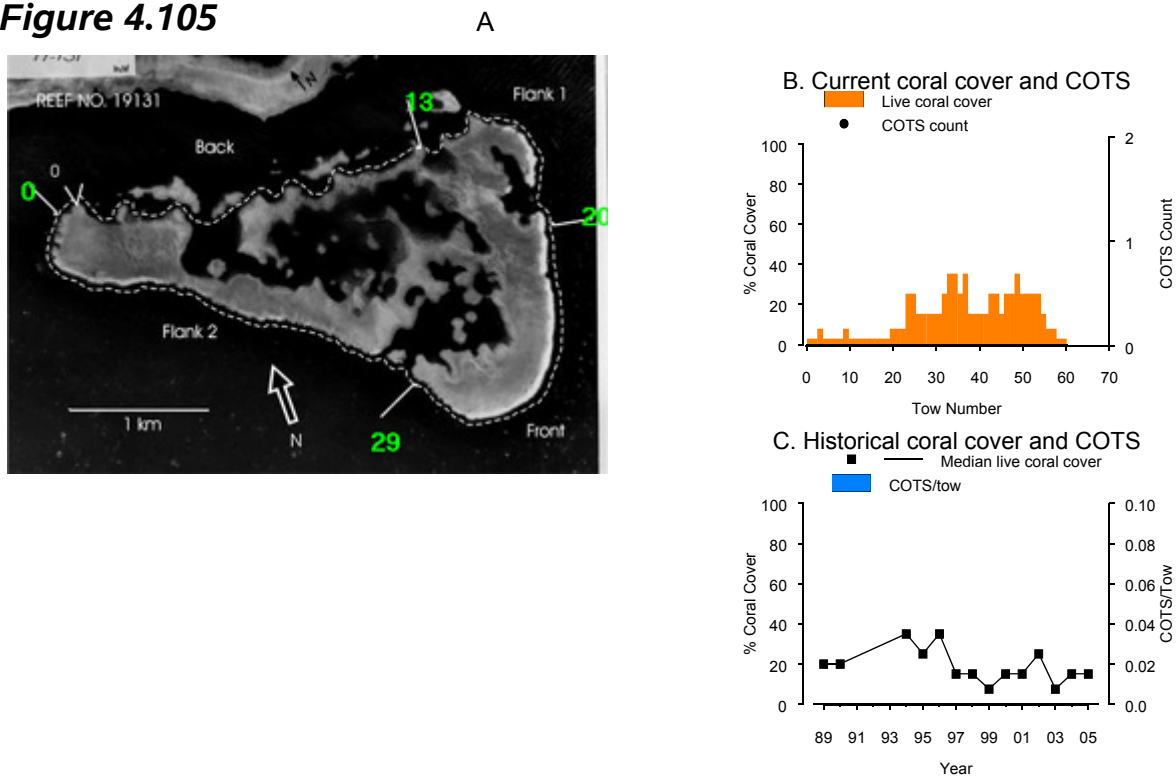 Figure 4.105
A
REEF NO. 19131
N
13
Flank 1
Back
0
0
20
Flank 2
1 km
N
29
Front
B. Current coral cover and COTS
Live coral cover
COTS count
100
80
60
40
20
0
% Coral Cover
2
1
0
COTS Count
0 10 20 30 40 50 60 70
Tow Number
C. Historical coral cover and COTS
Median live coral cover
COTS/tow
100
80
60
40
20
0
% Coral Cover
0.10
0.08
0.06
0.04
0.02
0.0
COTS/Tow
89 91 93 95 97 99 01 03 05
Year